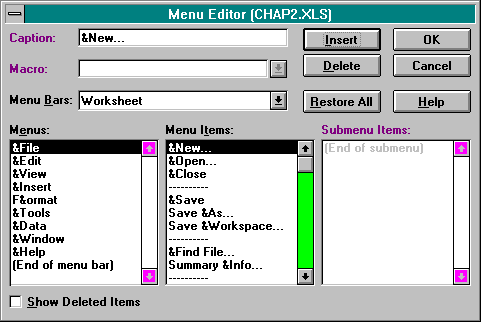 Menu Editor (CHAP2.XLS)
Caption: &New... Insert OK
Macro: Delete Cancel
Menu Bars: Worksheet Restore All Help
Menus:
&File
&Edit
&View
&Insert
F&ormat
&Tools
&Data
&Window
&Help
(End of menu bar)
Menu Items:
&New...
&Open...
&Close
----------
&Save
Save &As...
Save &Workspace...
----------
&Find File...
Summary &Info...
----------
Submenu Items:
(End of submenu)
Show Deleted Items